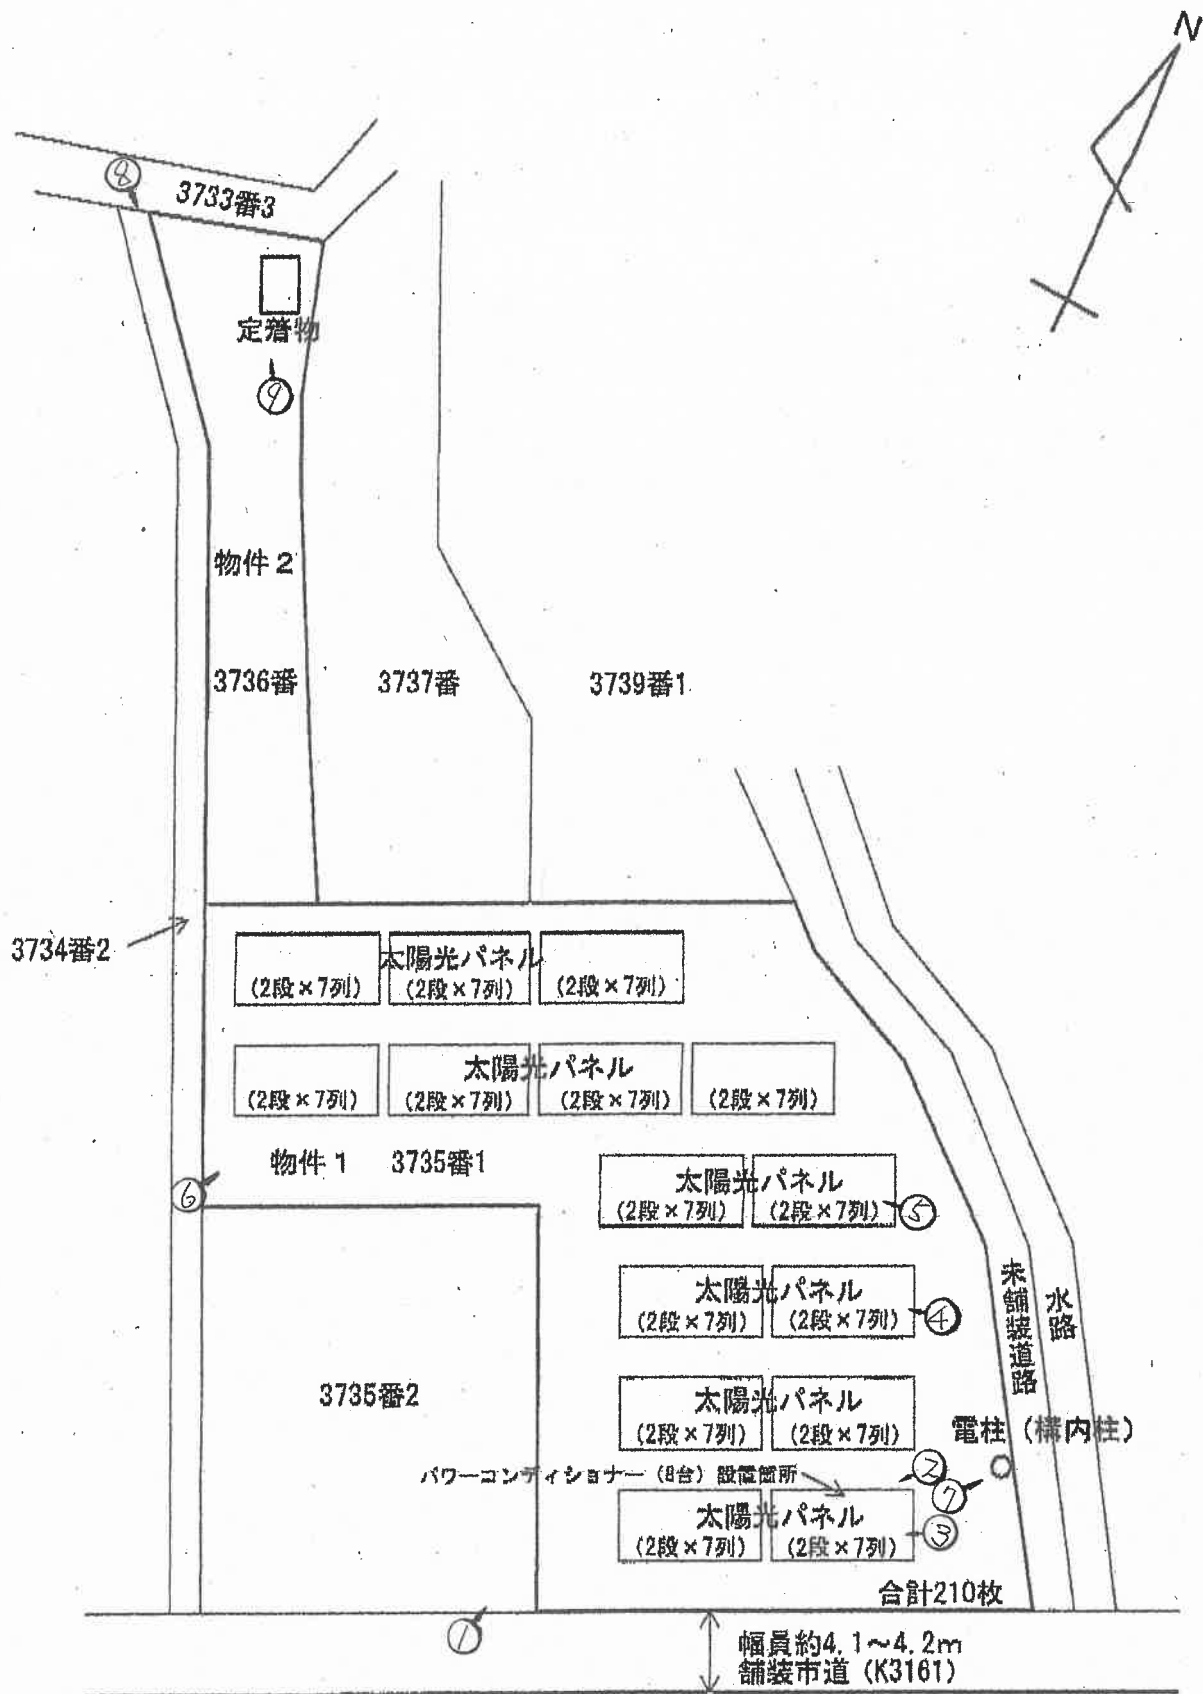 N
⑧
3733番3
定着物
⑨
物件2
3736番
3737番
3739番1
3734番2
太陽光パネル
(2段×7列)
(2段×7列)
(2段×7列)
太陽光パネル
(2段×7列)
(2段×7列)
(2段×7列)
(2段×7列)
物件1
3735番1
⑥
太陽光パネル
(2段×7列)
(2段×7列)
⑤
太陽光パネル
(2段×7列)
(2段×7列)
④
未舗装道路
水路
3735番2
太陽光パネル
(2段×7列)
(2段×7列)
電柱(構内柱)
パワーコンディショナー(8台)設置箇所
②
⑦
太陽光パネル
(2段×7列)
(2段×7列)
③
合計210枚
①
幅員約4.1~4.2m
舗装市道(K3161)